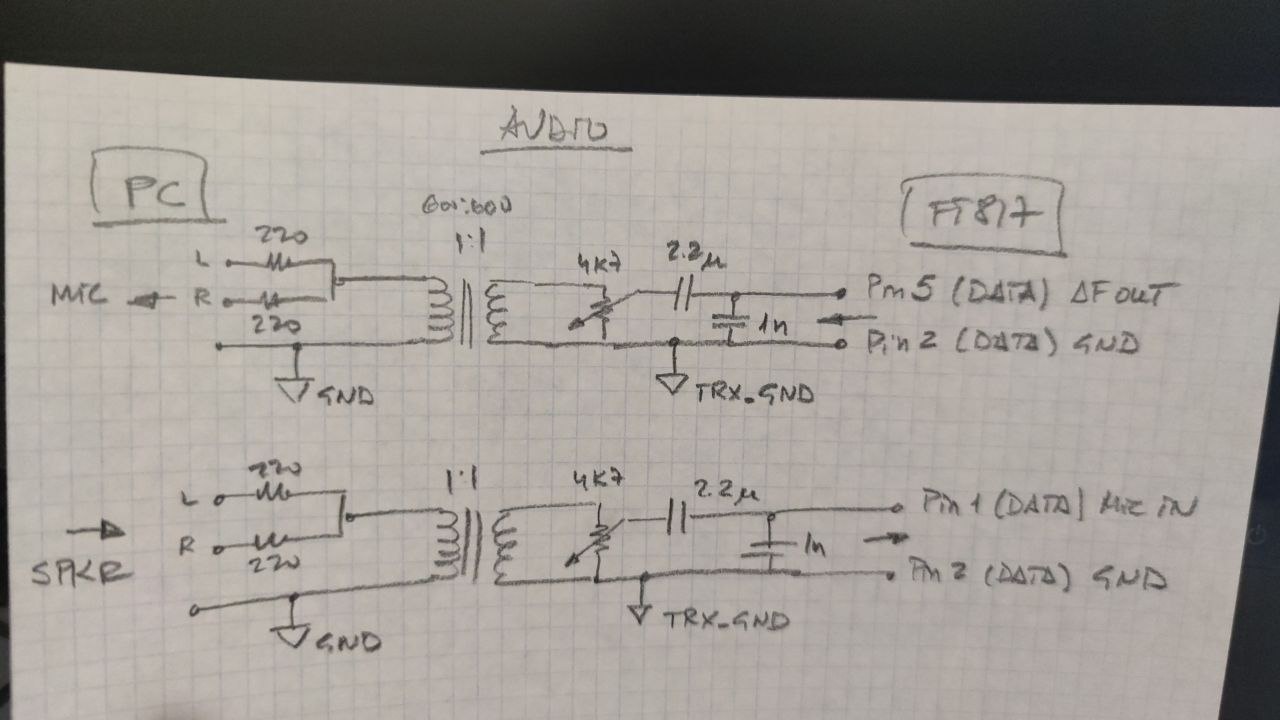 AUDIO
PC
FT817
600:600
1:1
220
4K7
2.2µ
L
MIC
R
220
1n
Pin 5 (DATA) AF OUT
Pin 2 (DATA) GND
GND
TRX_GND
220
1:1
4K7
2.2µ
L
R
220
SPKR
1n
Pin 1 (DATA) MIC IN
Pin 2 (DATA) GND
GND
TRX_GND